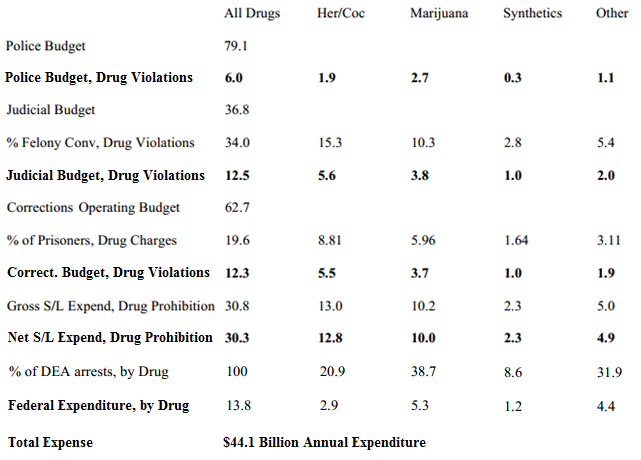 All Drugs Her/Coc Marijuana Synthetics Other
Police Budget 79.1
Police Budget, Drug Violations 6.0 1.9 2.7 0.3 1.1
Judicial Budget 36.8
% Felony Conv, Drug Violations 34.0 15.3 10.3 2.8 5.4
Judicial Budget, Drug Violations 12.5 5.6 3.8 1.0 2.0
Corrections Operating Budget 62.7
% of Prisoners, Drug Charges 19.6 8.81 5.96 1.64 3.11
Correct. Budget, Drug Violations 12.3 5.5 3.7 1.0 1.9
Gross S/L Expend, Drug Prohibition 30.8 13.0 10.2 2.3 5.0
Net S/L Expend, Drug Prohibition 30.3 12.8 10.0 2.3 4.9
% of DEA arrests, by Drug 100 20.9 38.7 8.6 31.9
Federal Expenditure, by Drug 13.8 2.9 5.3 1.2 4.4
Total Expense $44.1 Billion Annual Expenditure